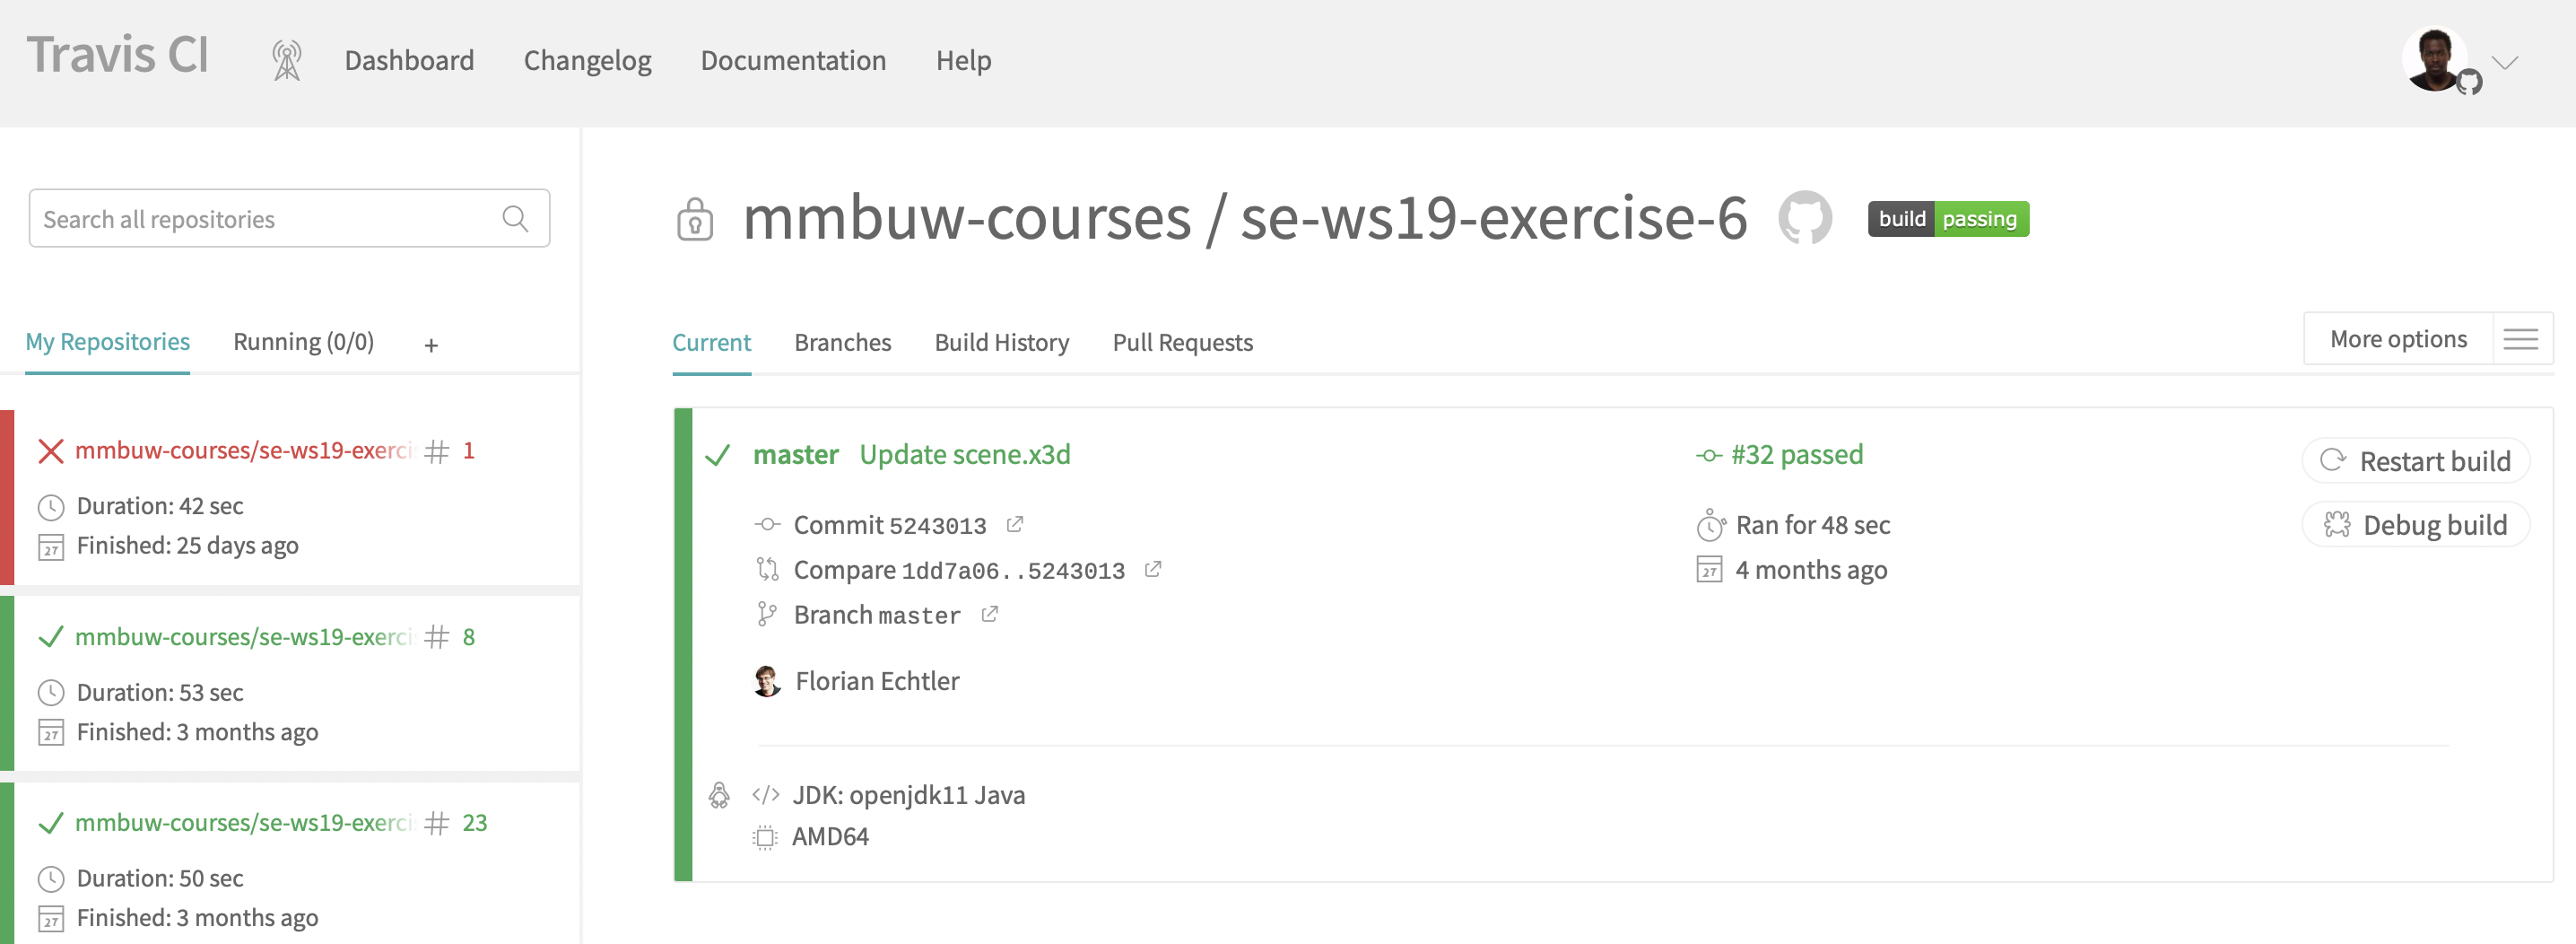 Travis CI
Dashboard
Changelog
Documentation
Help
Search all repositories
My Repositories
Running (0/0)
+
mmbuw-courses/se-ws19-exerci
# 1
Duration: 42 sec
27
Finished: 25 days ago
mmbuw-courses/se-ws19-exerci
# 8
Duration: 53 sec
27
Finished: 3 months ago
mmbuw-courses/se-ws19-exerci
# 23
Duration: 50 sec
27
Finished: 3 months ago
mmbuw-courses / se-ws19-exercise-6
build passing
Current
Branches
Build History
Pull Requests
More options
master Update scene.x3d
Commit 5243013
Compare 1dd7a06..5243013
Branch master
Florian Echtler
#32 passed
Ran for 48 sec
27
4 months ago
Restart build
Debug build
</> JDK: openjdk11 Java
AMD64